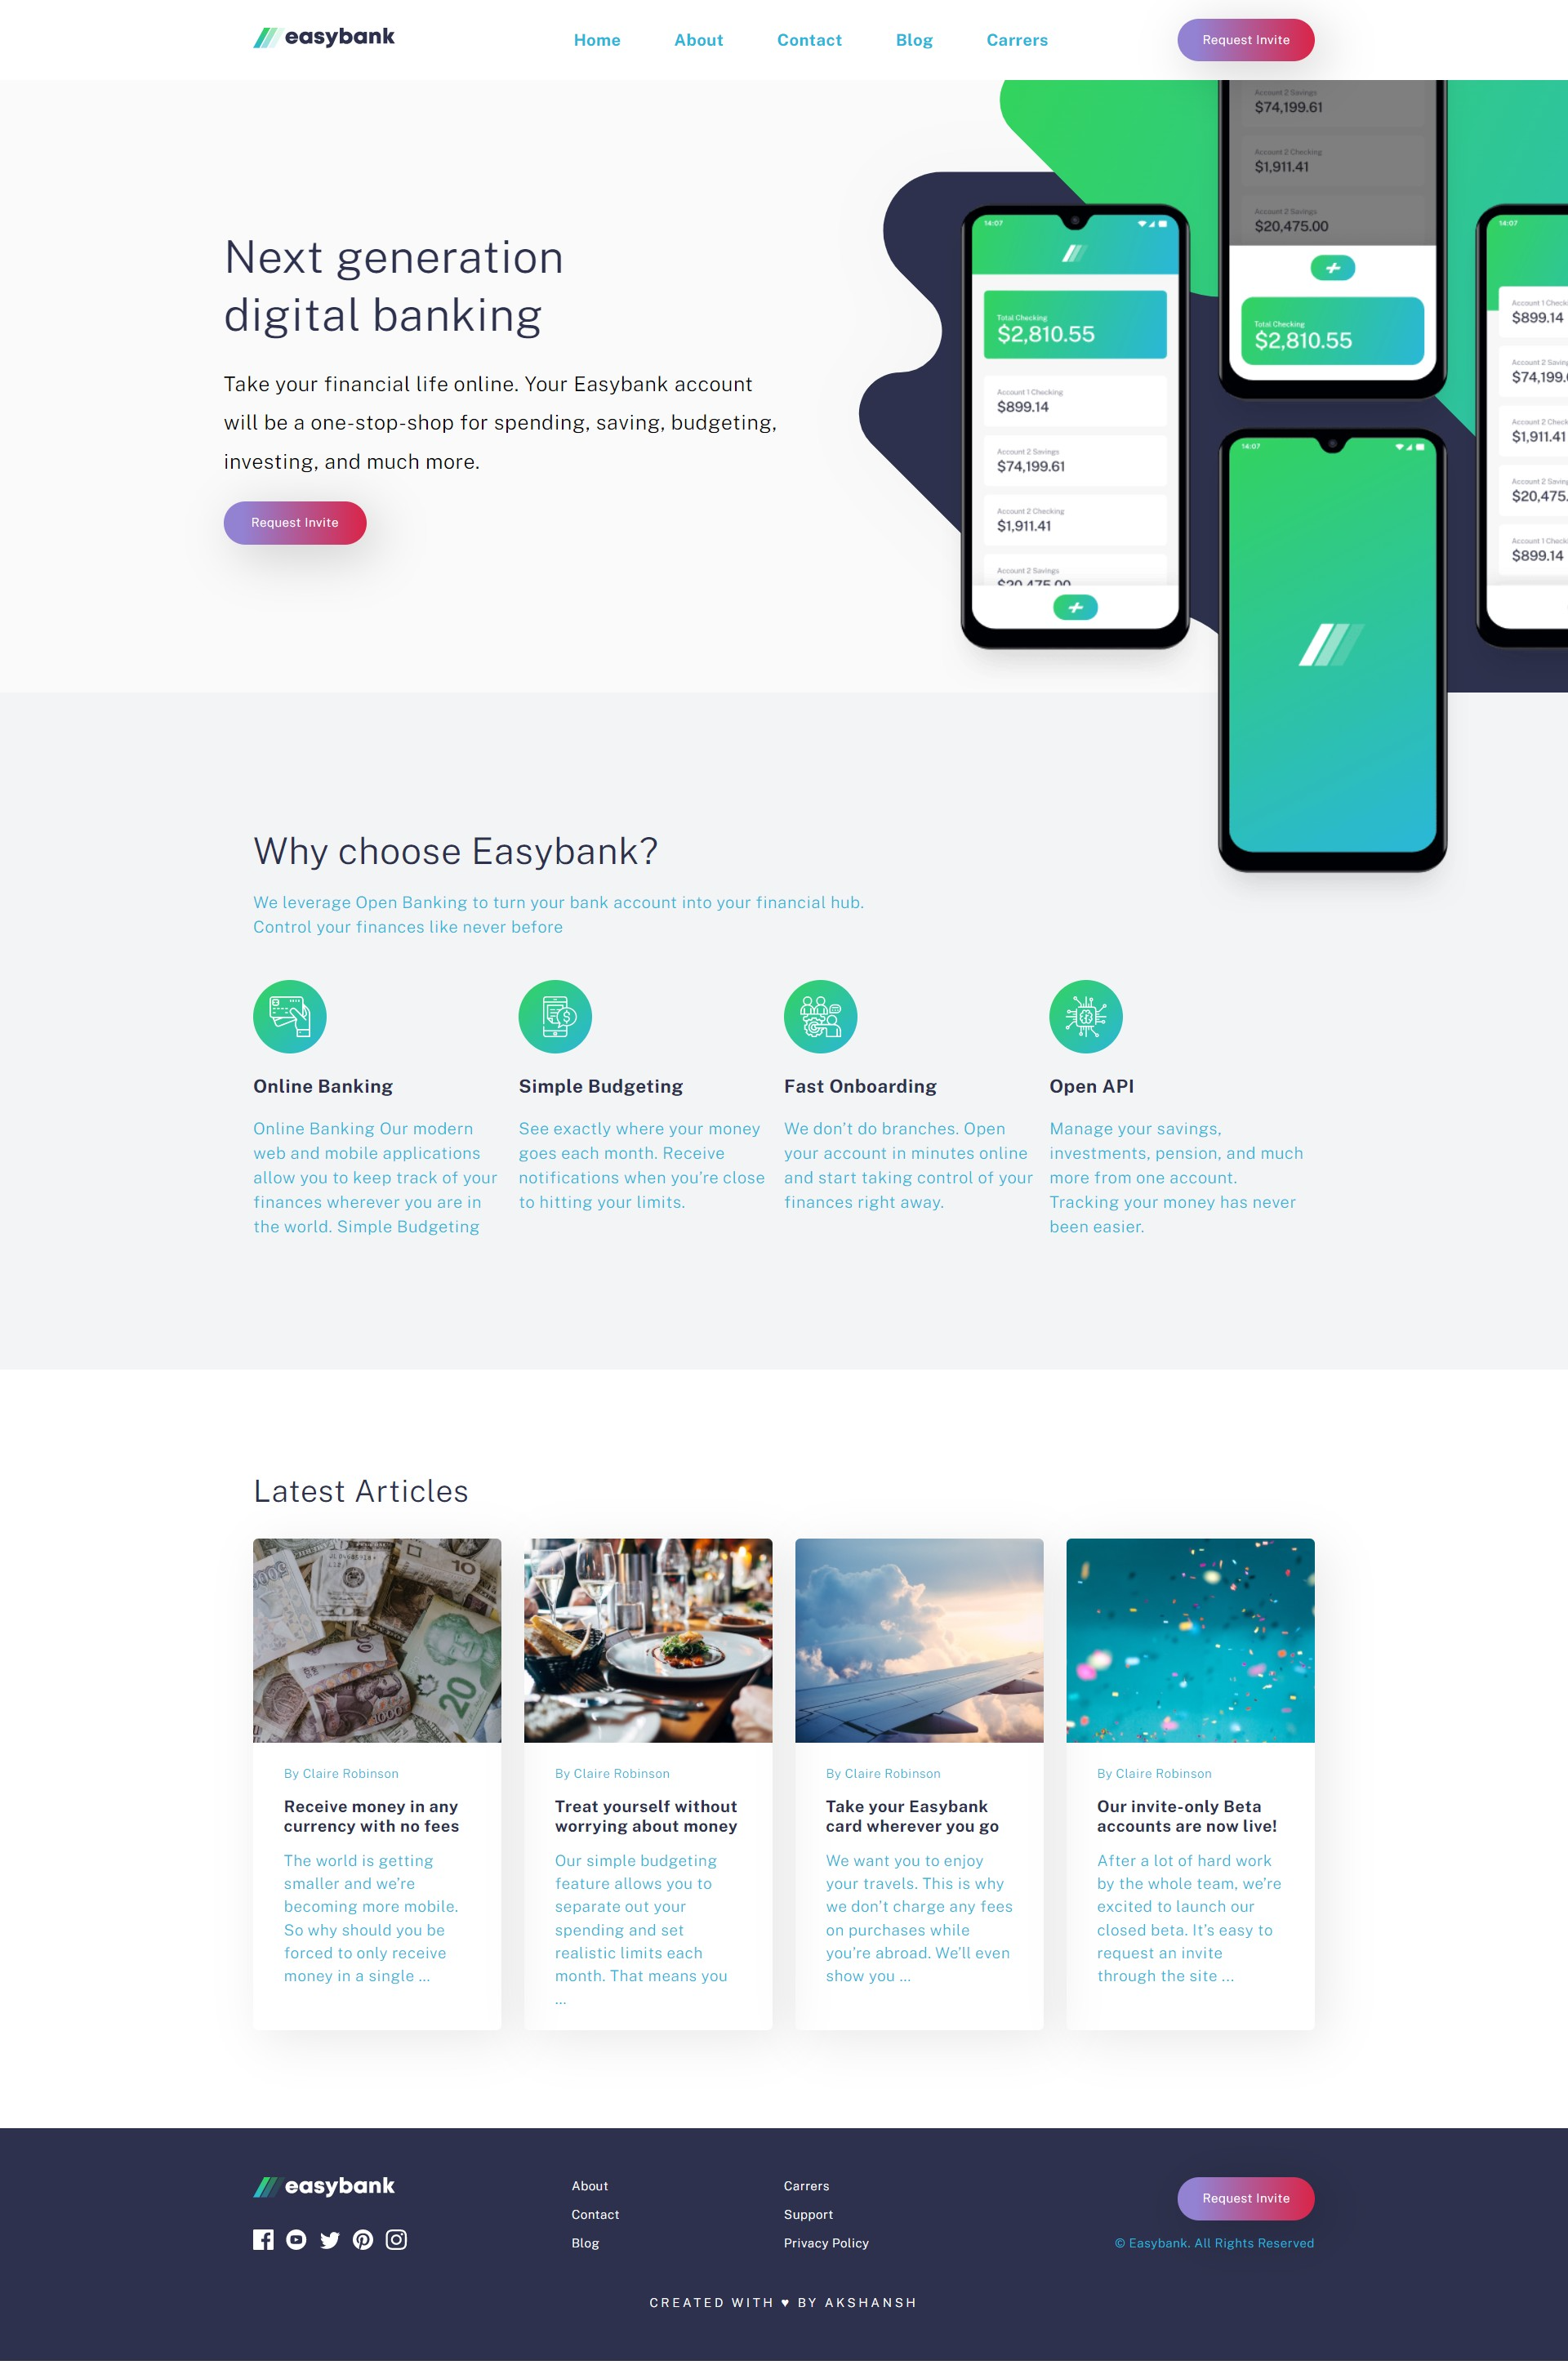 easybank
Home About Contact Blog Carrers
Request Invite
Next generation
digital banking
Take your financial life online. Your Easybank account
will be a one-stop-shop for spending, saving, budgeting,
investing, and much more.
Request Invite
14:07
Total Checking
$2,810.55
Account 1 Checking
$899.14
Account 2 Savings
$74,199.61
Account 2 Checking
$1,911.41
Account 2 Savings
$20,475.00
Account 2 Savings
$74,199.61
Account 2 Checking
$1,911.41
Account 2 Savings
$20,475.00
Total Checking
$2,810.55
14:07
14:07
Account 1 Check
$899.14
Account 2 Saving
$74,199.
Account 2 Check
$1,911.41
Account 2 Saving
$20,475.
Account 1 Check
$899.14
Why choose Easybank?
We leverage Open Banking to turn your bank account into your financial hub.
Control your finances like never before
Online Banking
Online Banking Our modern
web and mobile applications
allow you to keep track of your
finances wherever you are in
the world. Simple Budgeting
Simple Budgeting
See exactly where your money
goes each month. Receive
notifications when you’re close
to hitting your limits.
Fast Onboarding
We don’t do branches. Open
your account in minutes online
and start taking control of your
finances right away.
Open API
Manage your savings,
investments, pension, and much
more from one account.
Tracking your money has never
been easier.
Latest Articles
10
20
1000
By Claire Robinson
Receive money in any
currency with no fees
The world is getting
smaller and we’re
becoming more mobile.
So why should you be
forced to only receive
money in a single ...
By Claire Robinson
Treat yourself without
worrying about money
Our simple budgeting
feature allows you to
separate out your
spending and set
realistic limits each
month. That means you
...
By Claire Robinson
Take your Easybank
card wherever you go
We want you to enjoy
your travels. This is why
we don’t charge any fees
on purchases while
you’re abroad. We’ll even
show you ...
By Claire Robinson
Our invite-only Beta
accounts are now live!
After a lot of hard work
by the whole team, we’re
excited to launch our
closed beta. It’s easy to
request an invite
through the site ...
easybank
About
Contact
Blog
Carrers
Support
Privacy Policy
Request Invite
© Easybank. All Rights Reserved
CREATED WITH ♥ BY AKSHANSH